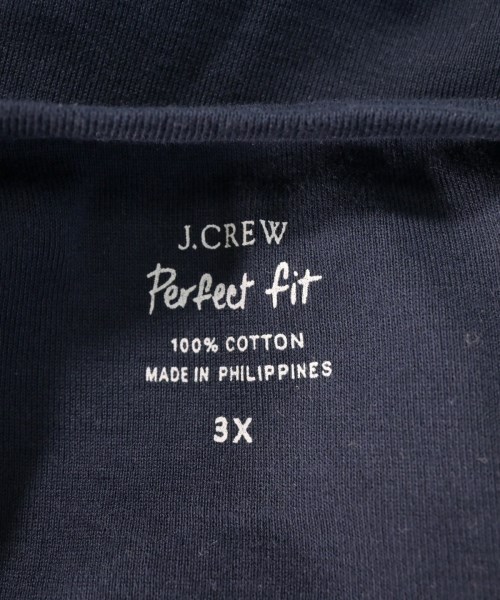 J.CREW
Perfect fit
100% COTTON
MADE IN PHILIPPINES
3X